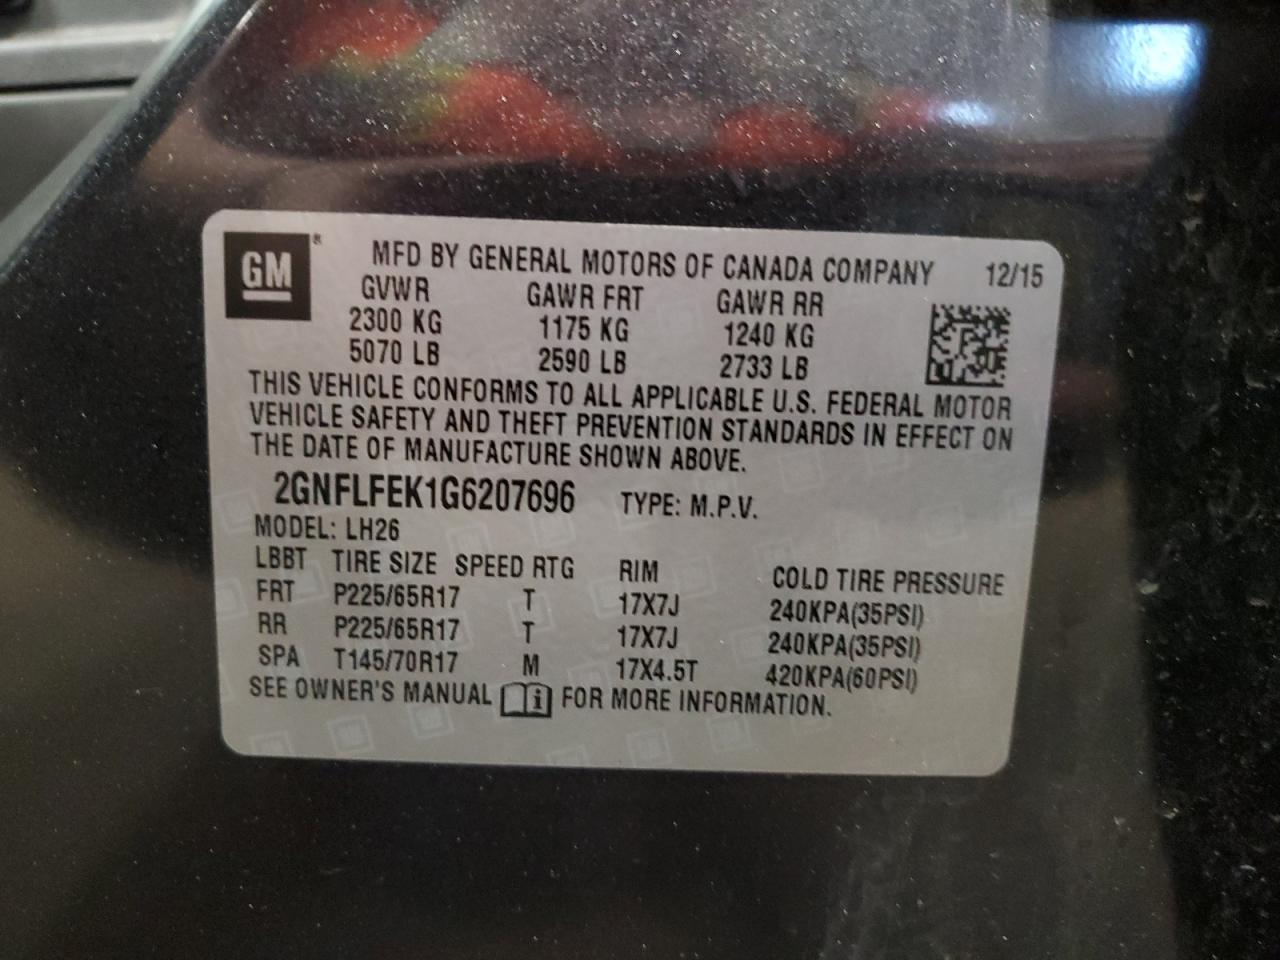 GM® MFD BY GENERAL MOTORS OF CANADA COMPANY 12/15
GVWR GAWR FRT GAWR RR
2300 KG 1175 KG 1240 KG
5070 LB 2590 LB 2733 LB
THIS VEHICLE CONFORMS TO ALL APPLICABLE U.S. FEDERAL MOTOR
VEHICLE SAFETY AND THEFT PREVENTION STANDARDS IN EFFECT ON
THE DATE OF MANUFACTURE SHOWN ABOVE.
2GNFLFEK1G6207696 TYPE: M.P.V.
MODEL: LH26
LBBT TIRE SIZE SPEED RTG RIM COLD TIRE PRESSURE
FRT P225/65R17 T 17X7J 240KPA(35PSI)
RR P225/65R17 T 17X7J 240KPA(35PSI)
SPA T145/70R17 M 17X4.5T 420KPA(60PSI)
SEE OWNER'S MANUAL i FOR MORE INFORMATION.